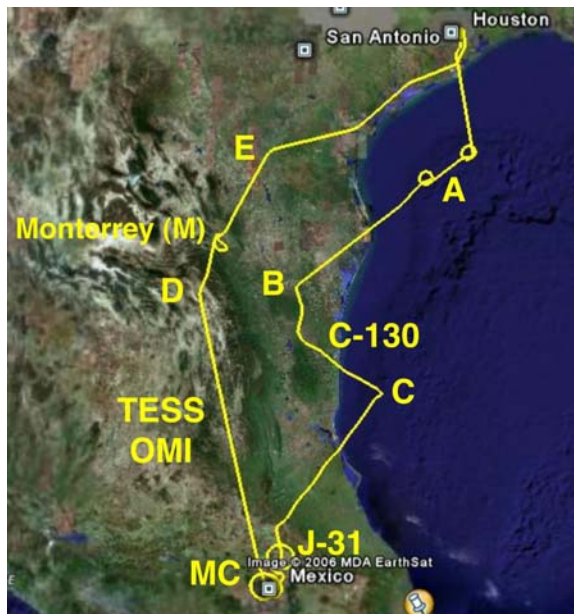 Houston
San Antonio
A
E
Monterrey (M)
D
B
C-130
C
TESS
OMI
J-31
Image © 2006 MDA EarthSat
MC
Mexico
E